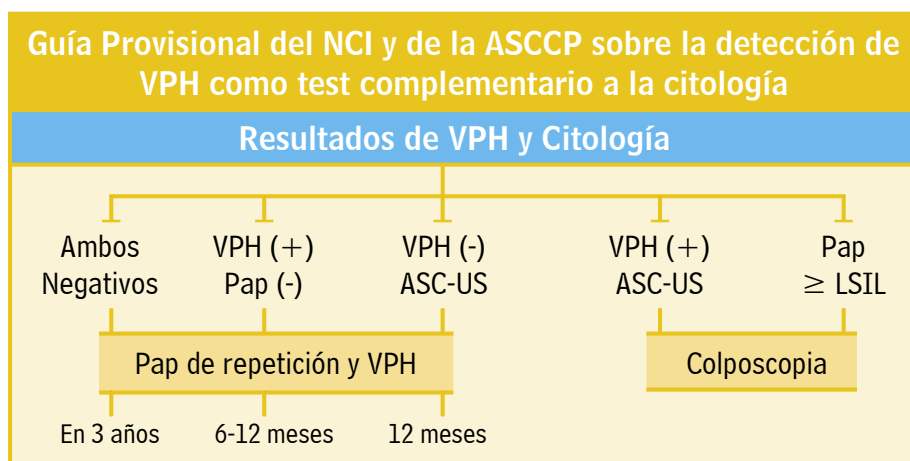 Guía Provisional del NCI y de la ASCCP sobre la detección de
VPH como test complementario a la citología
Resultados de VPH y Citología
Ambos
Negativos
VPH (+)
Pap (-)
VPH (-)
ASC-US
VPH (+)
ASC-US
Pap
≥ LSIL
Pap de repetición y VPH
Colposcopia
En 3 años
6-12 meses
12 meses